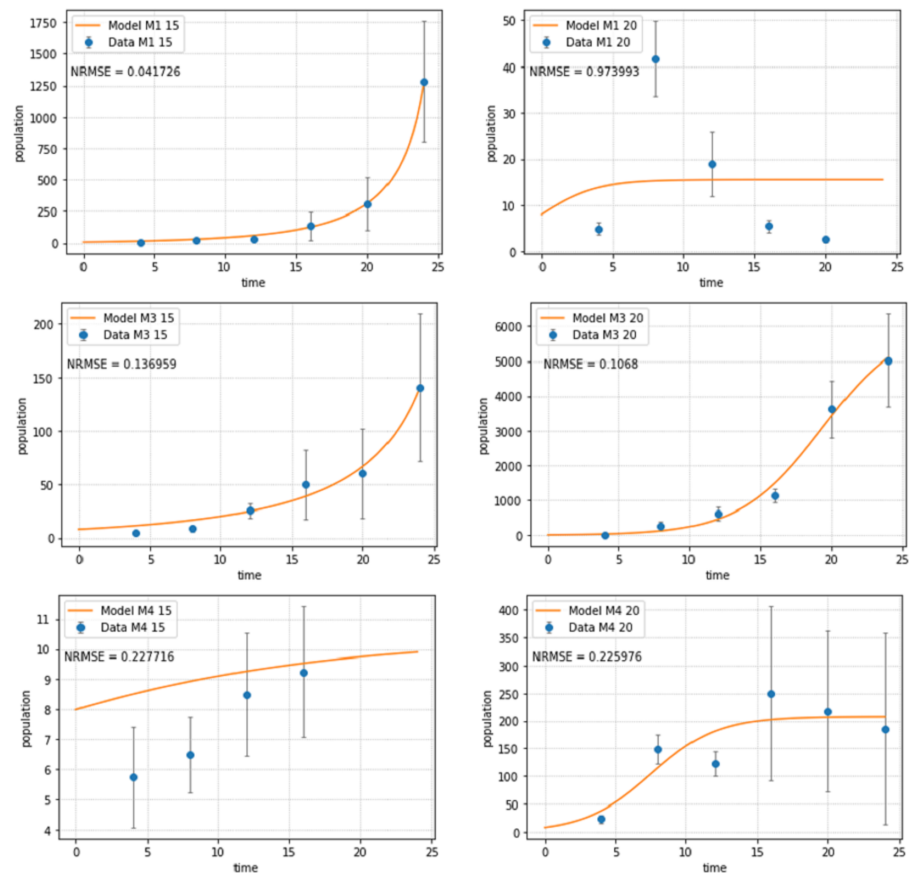 Model M1 15
Data M1 15
NRMSE = 0.041726
1750
1500
1250
1000
750
500
250
0
population
0 5 10 15 20 25
time
Model M1 20
Data M1 20
NRMSE = 0.973993
50
40
30
20
10
0
population
0 5 10 15 20 25
time
Model M3 15
Data M3 15
NRMSE = 0.136959
200
150
100
50
0
population
0 5 10 15 20 25
time
Model M3 20
Data M3 20
NRMSE = 0.1068
6000
5000
4000
3000
2000
1000
0
population
0 5 10 15 20 25
time
Model M4 15
Data M4 15
NRMSE = 0.227716
11
10
9
8
7
6
5
4
population
0 5 10 15 20 25
time
Model M4 20
Data M4 20
NRMSE = 0.225976
400
350
300
250
200
150
100
50
0
population
0 5 10 15 20 25
time